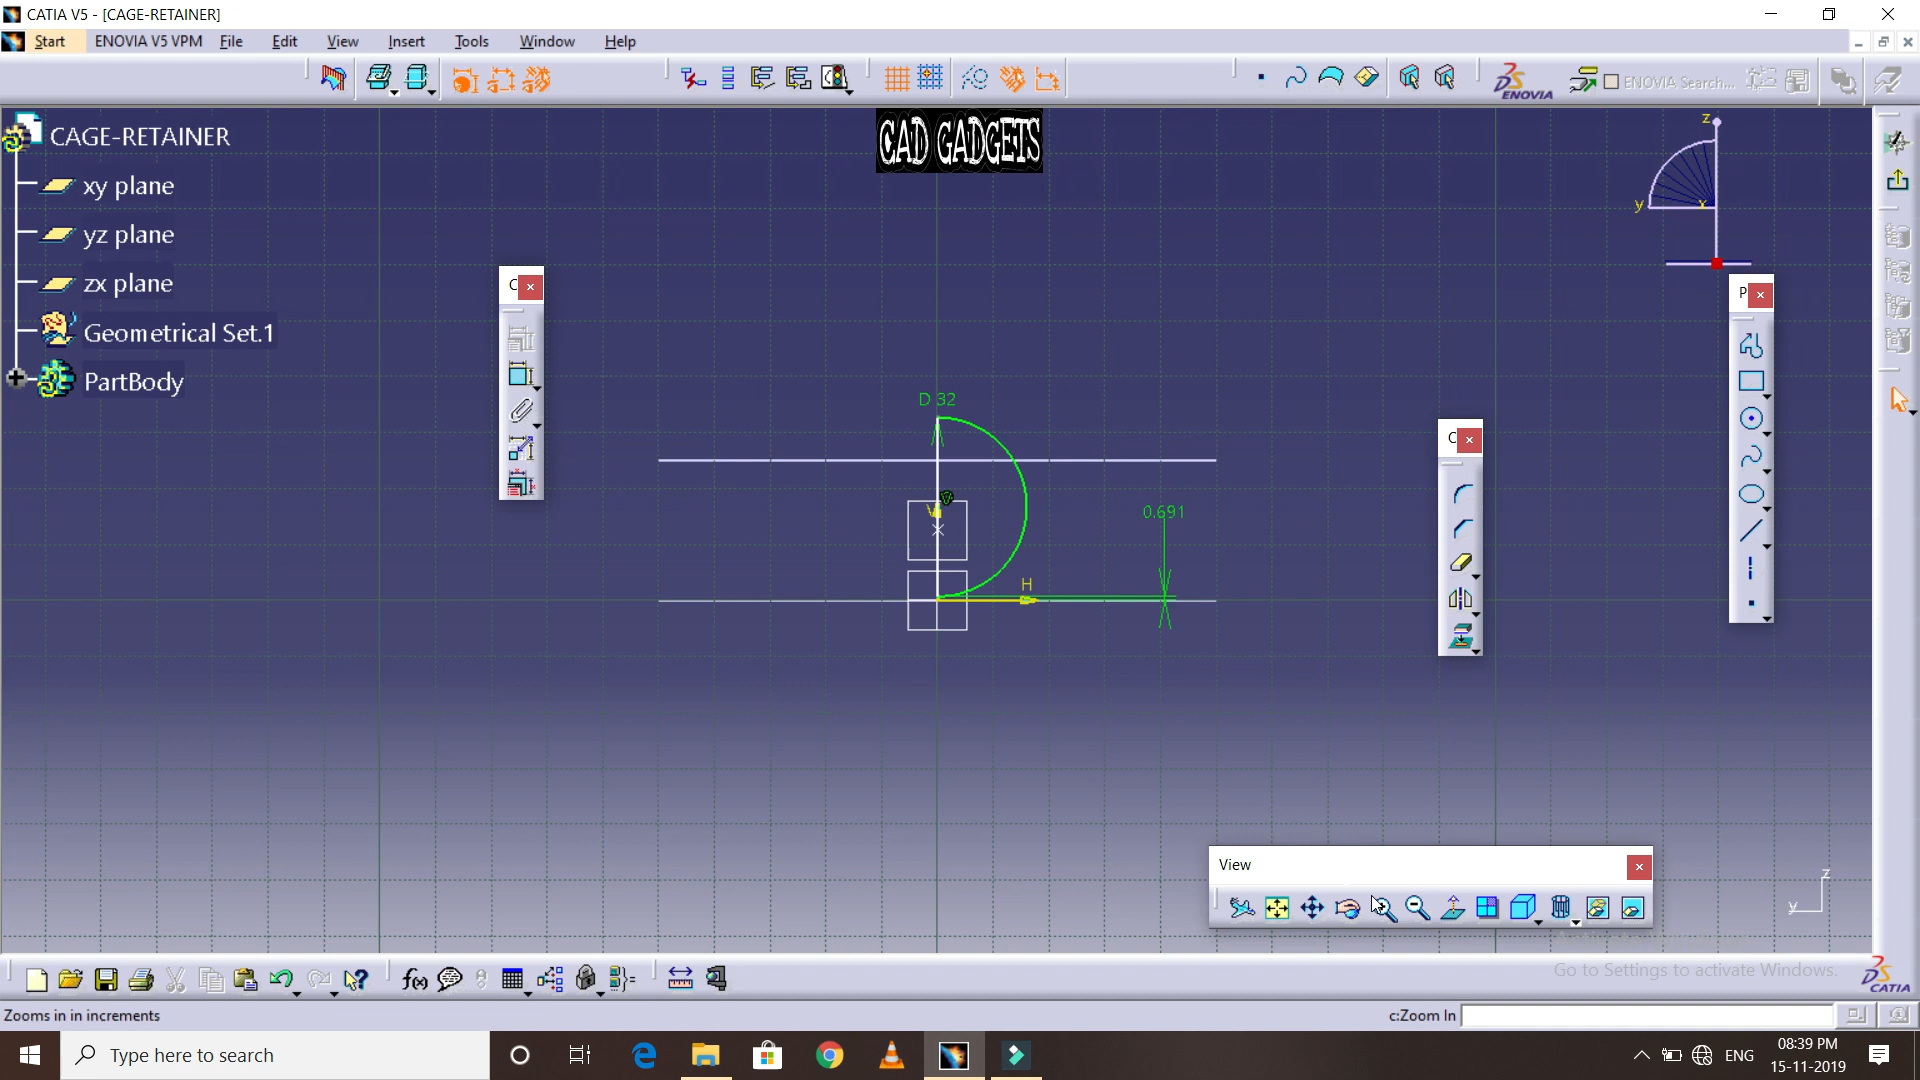 CATIA V5 - [CAGE-RETAINER]
Start ENOVIA V5 VPM File Edit View Insert Tools Window Help
ENOVIA
ENOVIA Search...
CAGE-RETAINER
xy plane
yz plane
zx plane
Geometrical Set.1
PartBody
CAD GADGETS
z
y
x
C
P
C
D 32
V
0.691
H
View
z
y
f(x)
Go to Settings to activate Windows.
CATIA
Zooms in in increments
c:Zoom In
Type here to search
ENG
08:39 PM
15-11-2019